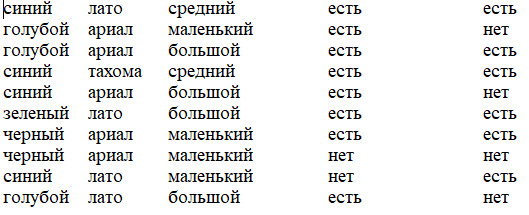 синий лато средний есть есть
голубой ариал маленький есть нет
голубой ариал большой есть есть
синий тахома средний есть есть
синий ариал большой есть нет
зеленый лато большой есть есть
черный ариал маленький есть есть
черный ариал маленький нет нет
синий лато маленький нет есть
голубой лато большой есть нет